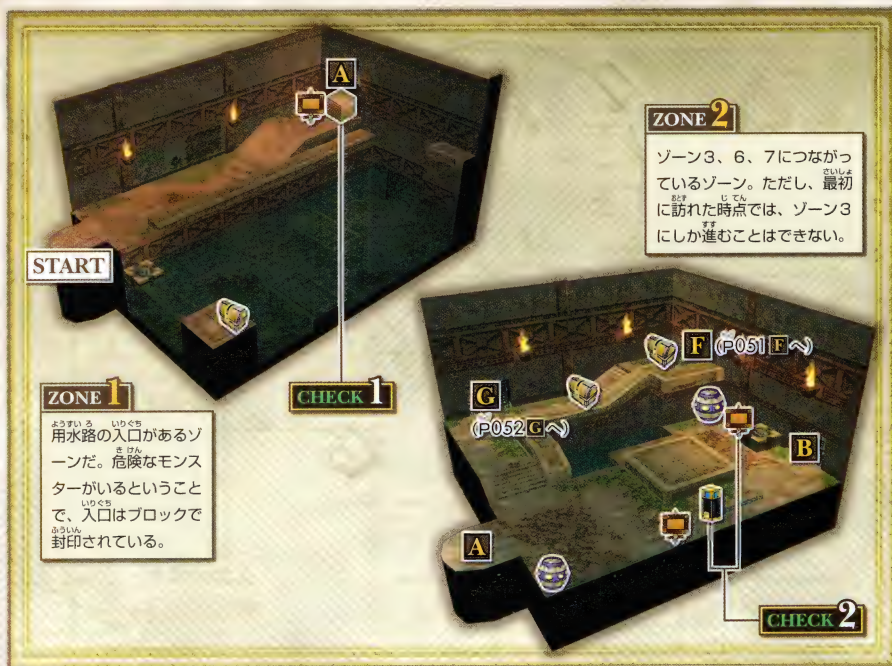 A
START
ZONE 1
用水路の入口があるゾ
ーンだ。危険なモンス
ターがいるということ
で、入口はブロックで
封印されている。
CHECK 1
ZONE 2
ゾーン3、6、7につながっ
ているゾーン。ただし、最初
に訪れた時点では、ゾーン3
にしか進むことはできない。
F (P051 F へ)
G
(P052 G へ)
B
A
CHECK 2